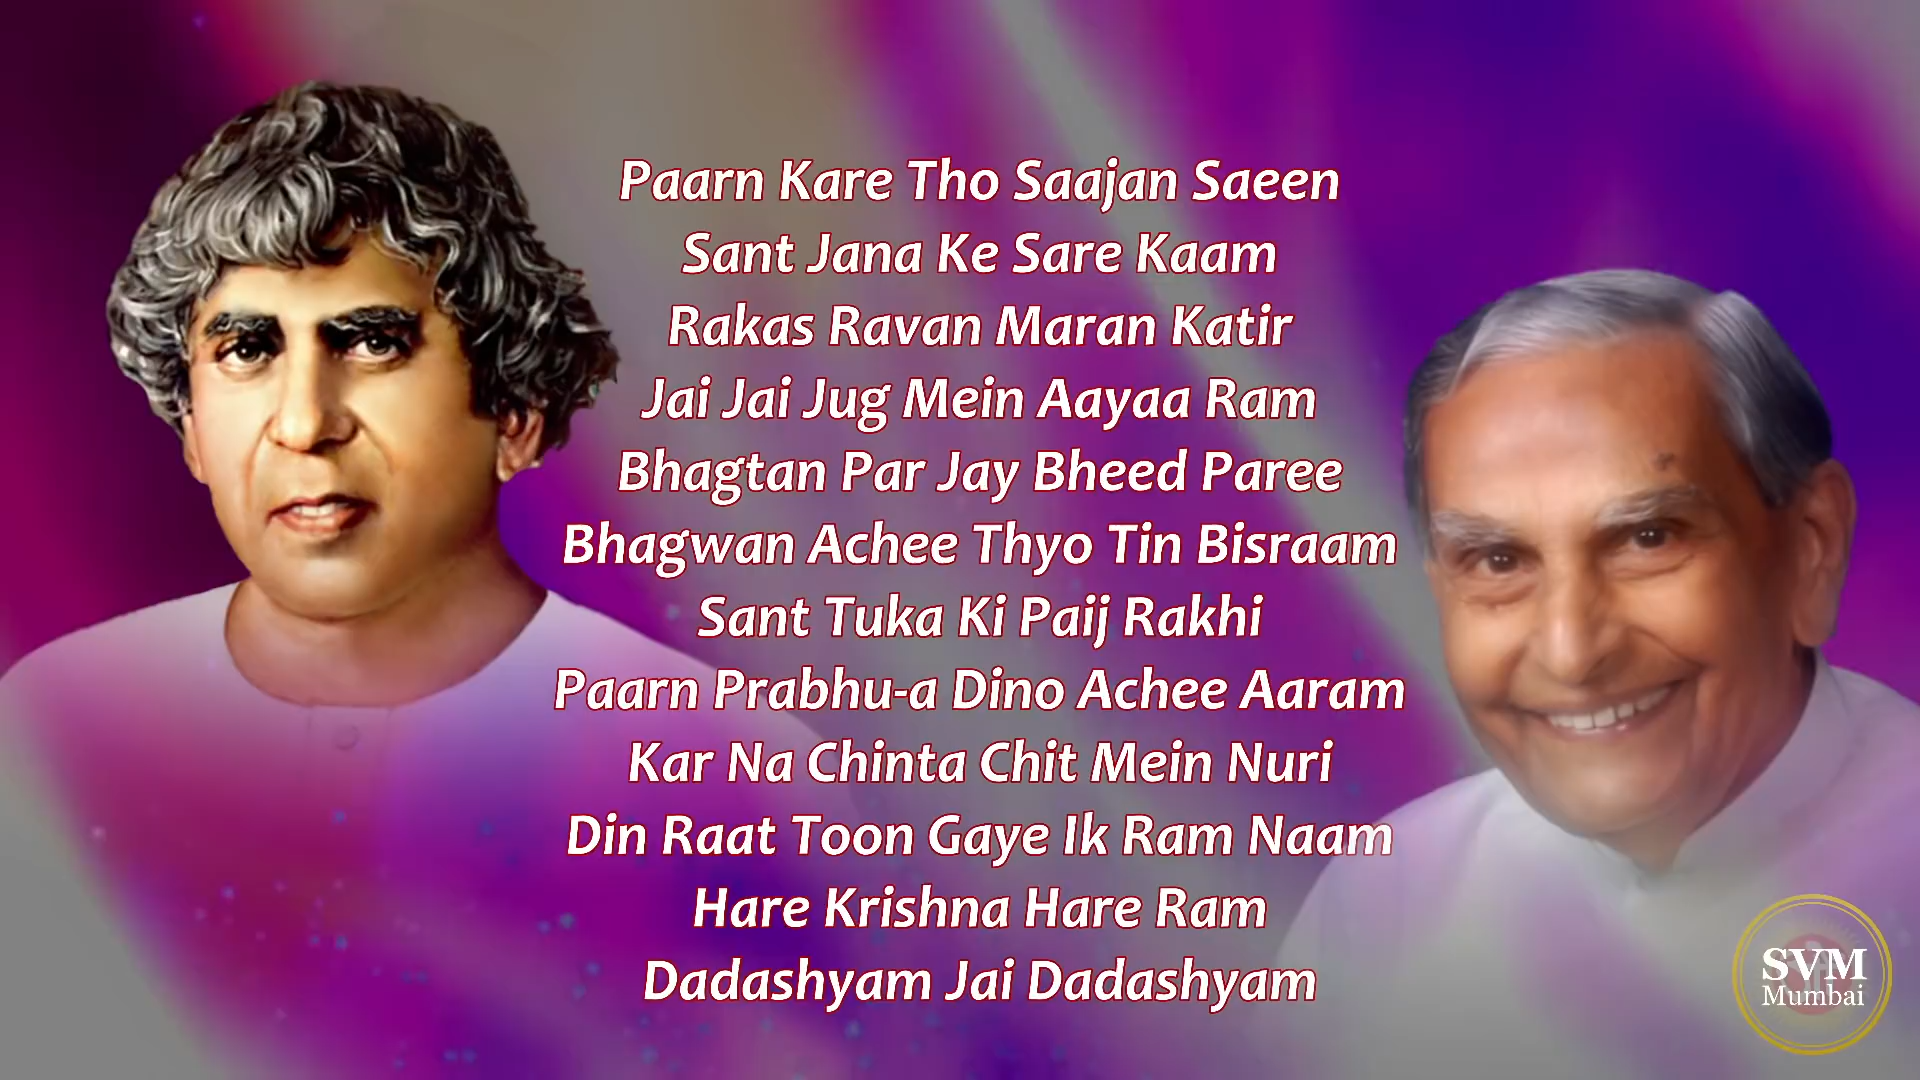 Paarn Kare Tho Saajan Saeen
Sant Jana Ke Sare Kaam
Rakas Ravan Maran Katir
Jai Jai Jug Mein Aayaa Ram
Bhagtan Par Jay Bheed Paree
Bhagwan Achee Thyo Tin Bisraam
Sant Tuka Ki Paij Rakhi
Paarn Prabhu-a Dino Achee Aaram
Kar Na Chinta Chit Mein Nuri
Din Raat Toon Gaye Ik Ram Naam
Hare Krishna Hare Ram
Dadashyam Jai Dadashyam
SVM
Mumbai